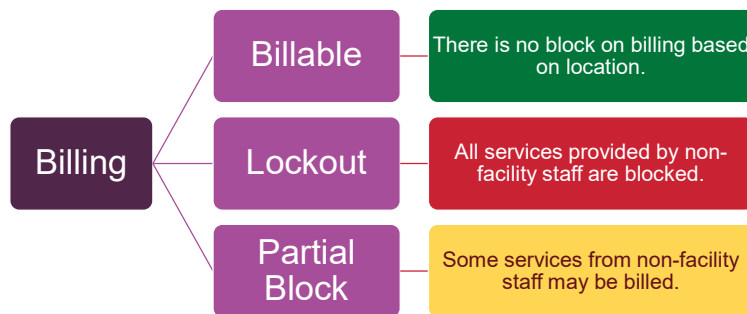 Billing
Billable
There is no block on billing based
on location.
Lockout
All services provided by non-
facility staff are blocked.
Partial
Block
Some services from non-facility
staff may be billed.